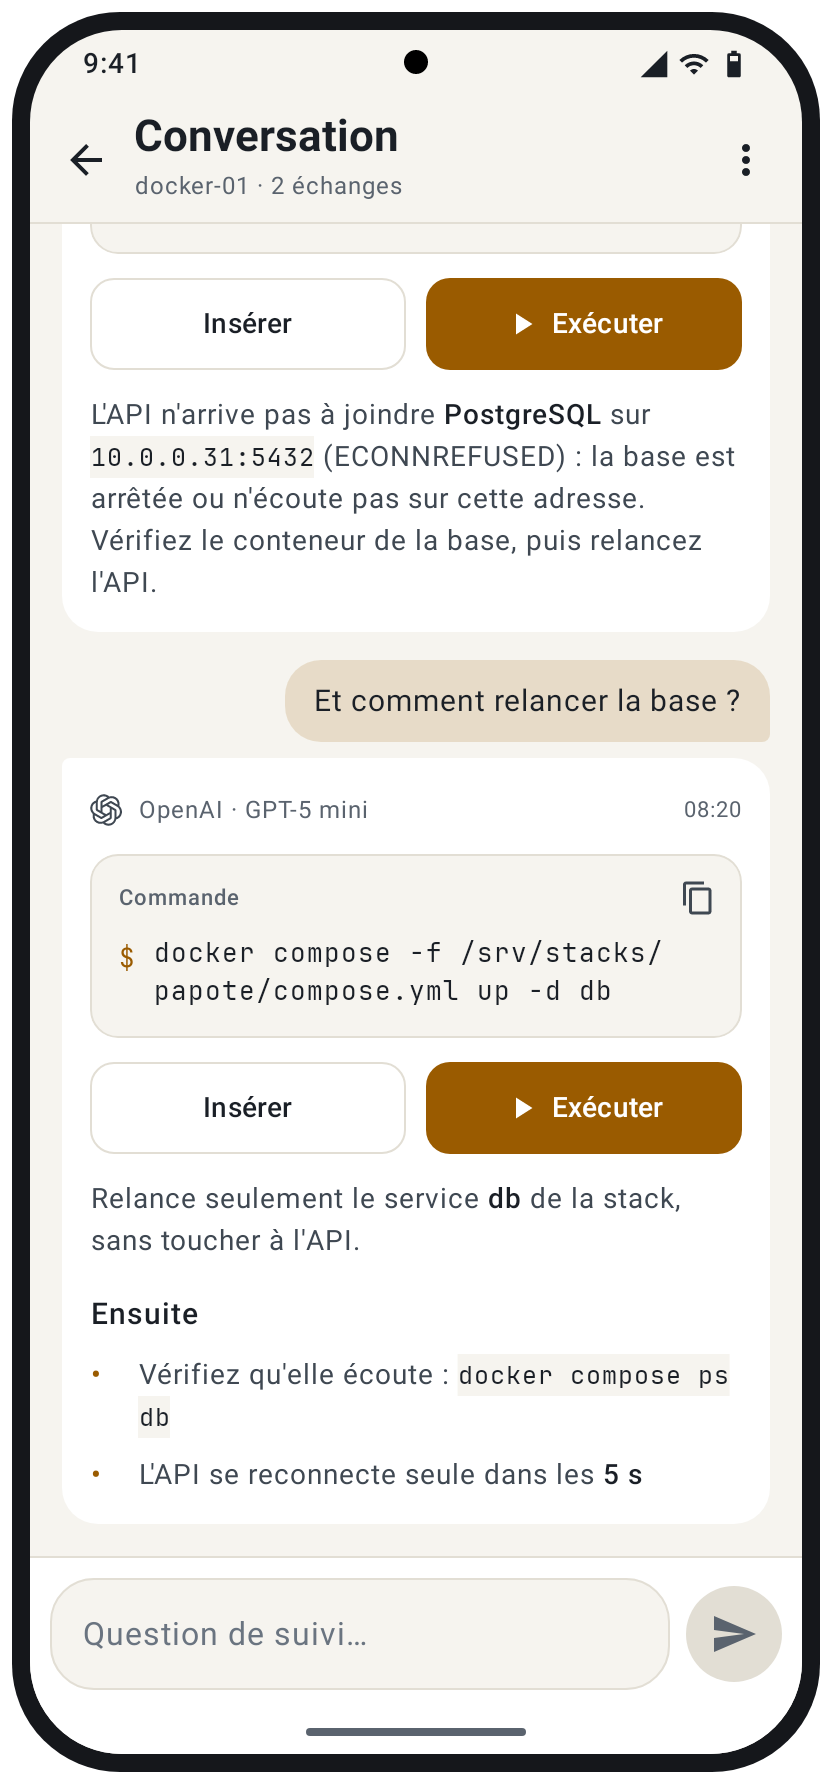 9:41
Conversation
docker-01 · 2 échanges
Insérer
Exécuter
L'API n'arrive pas à joindre PostgreSQL sur
10.0.0.31:5432 (ECONNREFUSED) : la base est
arrêtée ou n'écoute pas sur cette adresse.
Vérifiez le conteneur de la base, puis relancez
l'API.
Et comment relancer la base ?
OpenAI · GPT-5 mini
08:20
Commande
$ docker compose -f /srv/stacks/
papote/compose.yml up -d db
Insérer
Exécuter
Relance seulement le service db de la stack,
sans toucher à l'API.
Ensuite
• Vérifiez qu'elle écoute : docker compose ps
db
• L'API se reconnecte seule dans les 5 s
Question de suivi…